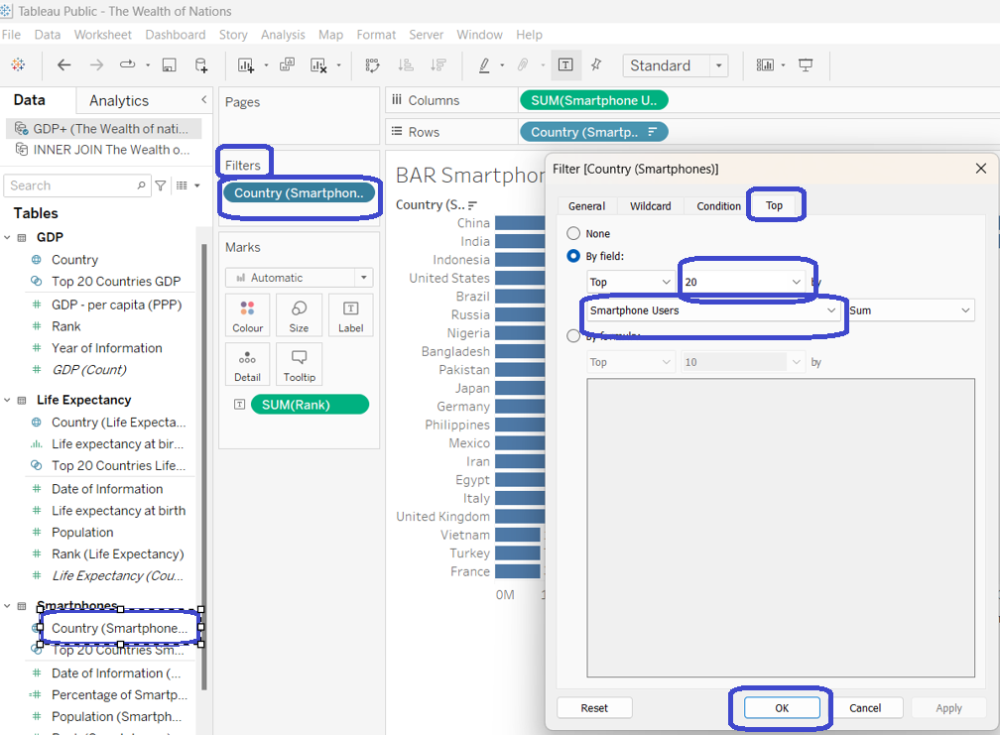 Tableau Public - The Wealth of Nations
File Data Worksheet Dashboard Story Analysis Map Format Server Window Help
Standard
Data Analytics
GDP+ (The Wealth of nati...
INNER JOIN The Wealth o...
Search
Tables
GDP
Country
Top 20 Countries GDP
GDP - per capita (PPP)
Rank
Year of Information
GDP (Count)
Life Expectancy
Country (Life Expecta...
Life expectancy at bir...
Top 20 Countries Life...
Date of Information
Life expectancy at birth
Population
Rank (Life Expectancy)
Life Expectancy (Cou...
Smartphones
Country (Smartphone...
Top 20 Countries Sm...
Date of Information (...
Percentage of Smartp...
Population (Smartph...
Pages
Filters
Country (Smartphon..
Marks
Automatic
Colour Size Label
Detail Tooltip
SUM(Rank)
Columns SUM(Smartphone U..
Rows Country (Smartp..
BAR Smartphon
Country (S..
China
India
Indonesia
United States
Brazil
Russia
Nigeria
Bangladesh
Pakistan
Japan
Germany
Philippines
Mexico
Iran
Egypt
Italy
United Kingdom
Vietnam
Turkey
France
0M
Filter [Country (Smartphones)]
General Wildcard Condition Top
None
By field:
Top 20 by
Smartphone Users Sum
By formula:
Top 10 by
Reset OK Cancel Apply